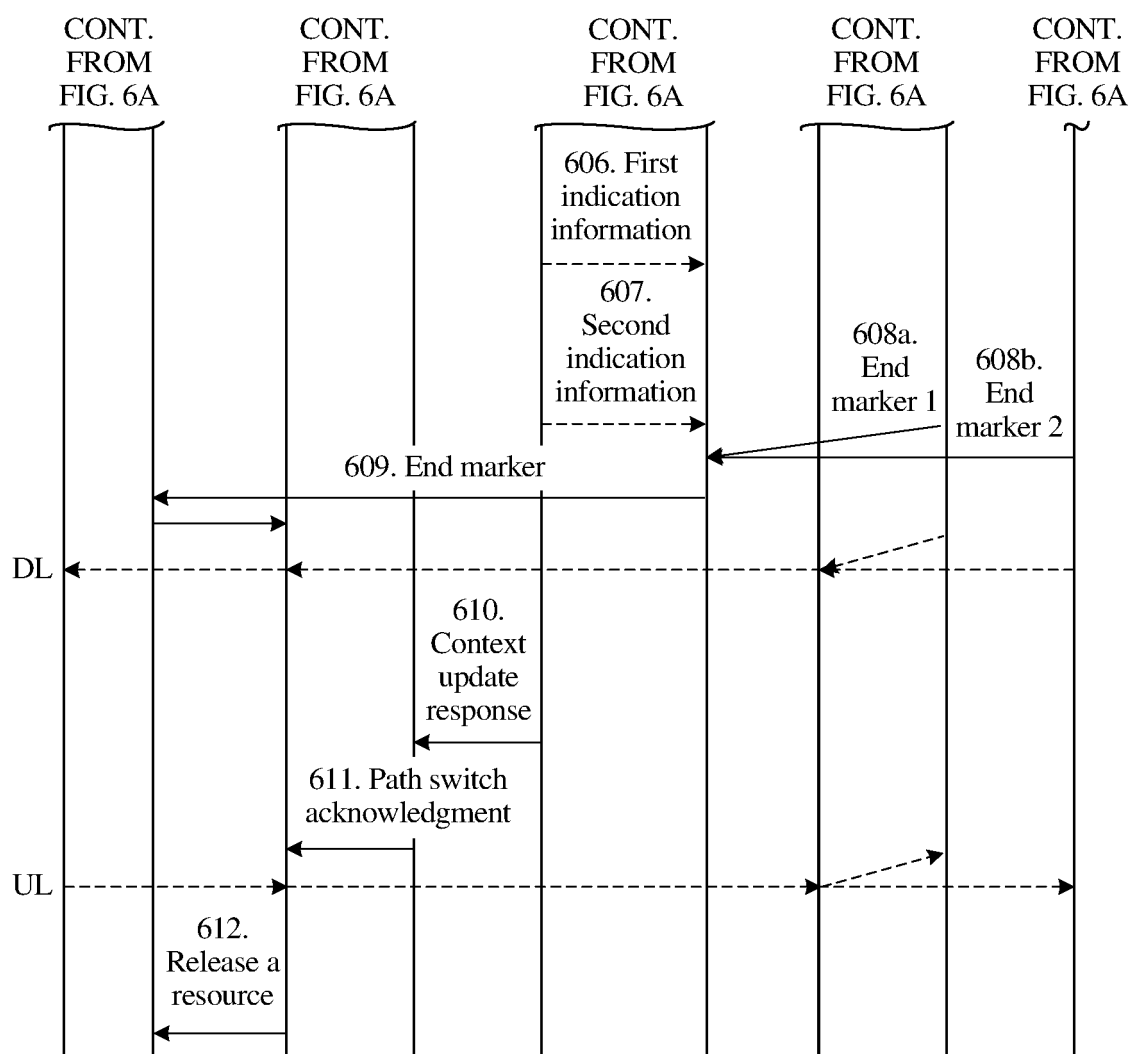 CONT.
FROM
FIG. 6A
CONT.
FROM
FIG. 6A
CONT.
FROM
FIG. 6A
CONT.
FROM
FIG. 6A
CONT.
FROM
FIG. 6A
606. First
indication
information
607.
Second
indication
information
608a.
End
marker 1
608b.
End
marker 2
609. End marker
DL
610.
Context
update
response
611. Path switch
acknowledgment
UL
612.
Release a
resource